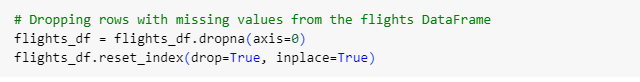 # Dropping rows with missing values from the flights DataFrame
flights_df = flights_df.dropna(axis=0)
flights_df.reset_index(drop=True, inplace=True)